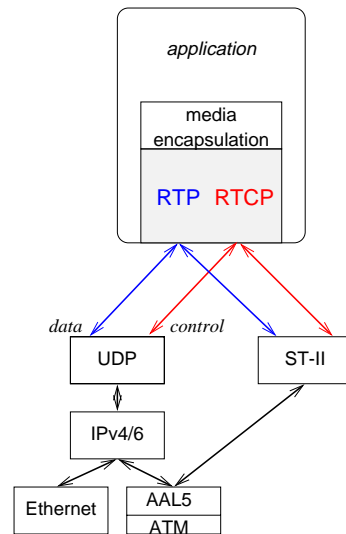 application
media
encapsulation
RTP RTCP
data control
UDP ST-II
IPv4/6
Ethernet AAL5
ATM